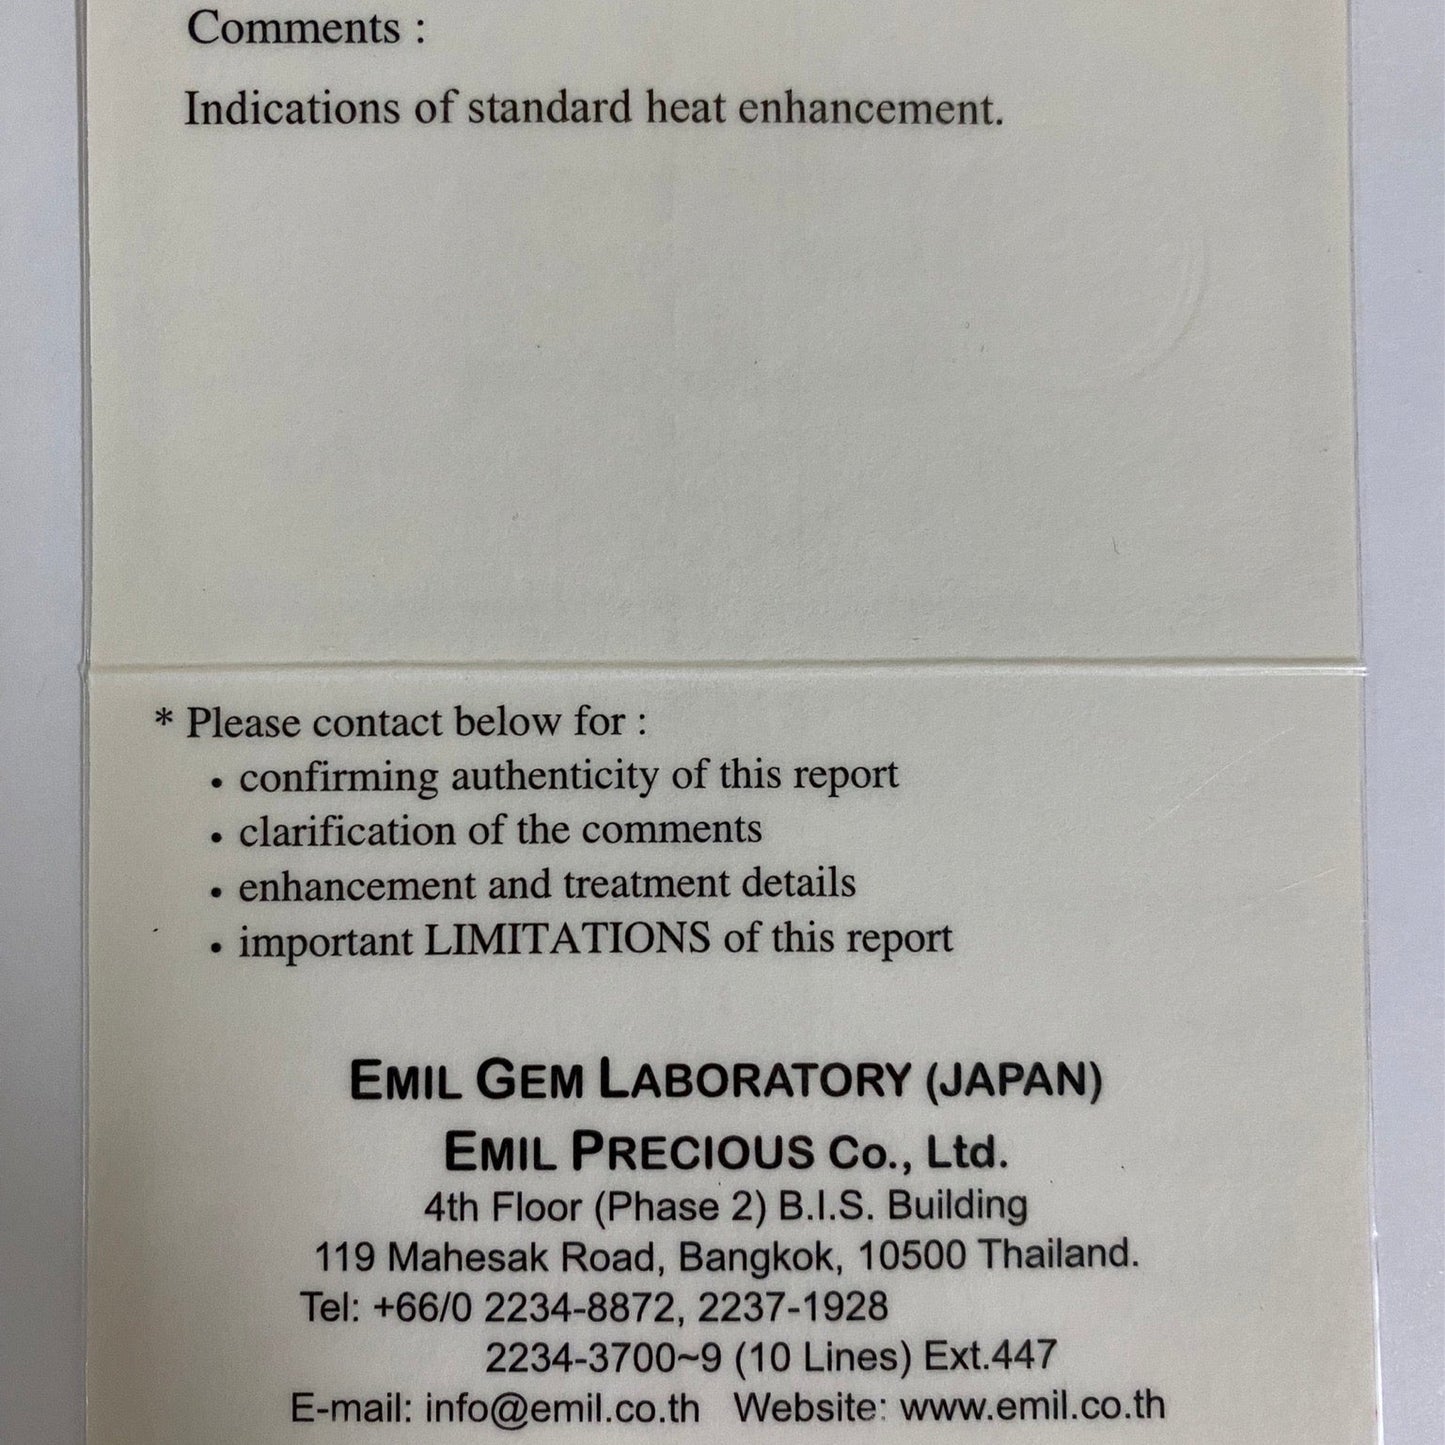 Comments :
Indications of standard heat enhancement.
* Please contact below for :
• confirming authenticity of this report
• clarification of the comments
• enhancement and treatment details
• important LIMITATIONS of this report
EMIL GEM LABORATORY (JAPAN)
EMIL PRECIOUS Co., Ltd.
4th Floor (Phase 2) B.I.S. Building
119 Mahesak Road, Bangkok, 10500 Thailand.
Tel: +66/0 2234-8872, 2237-1928
2234-3700~9 (10 Lines) Ext.447
E-mail: info@emil.co.th Website: www.emil.co.th